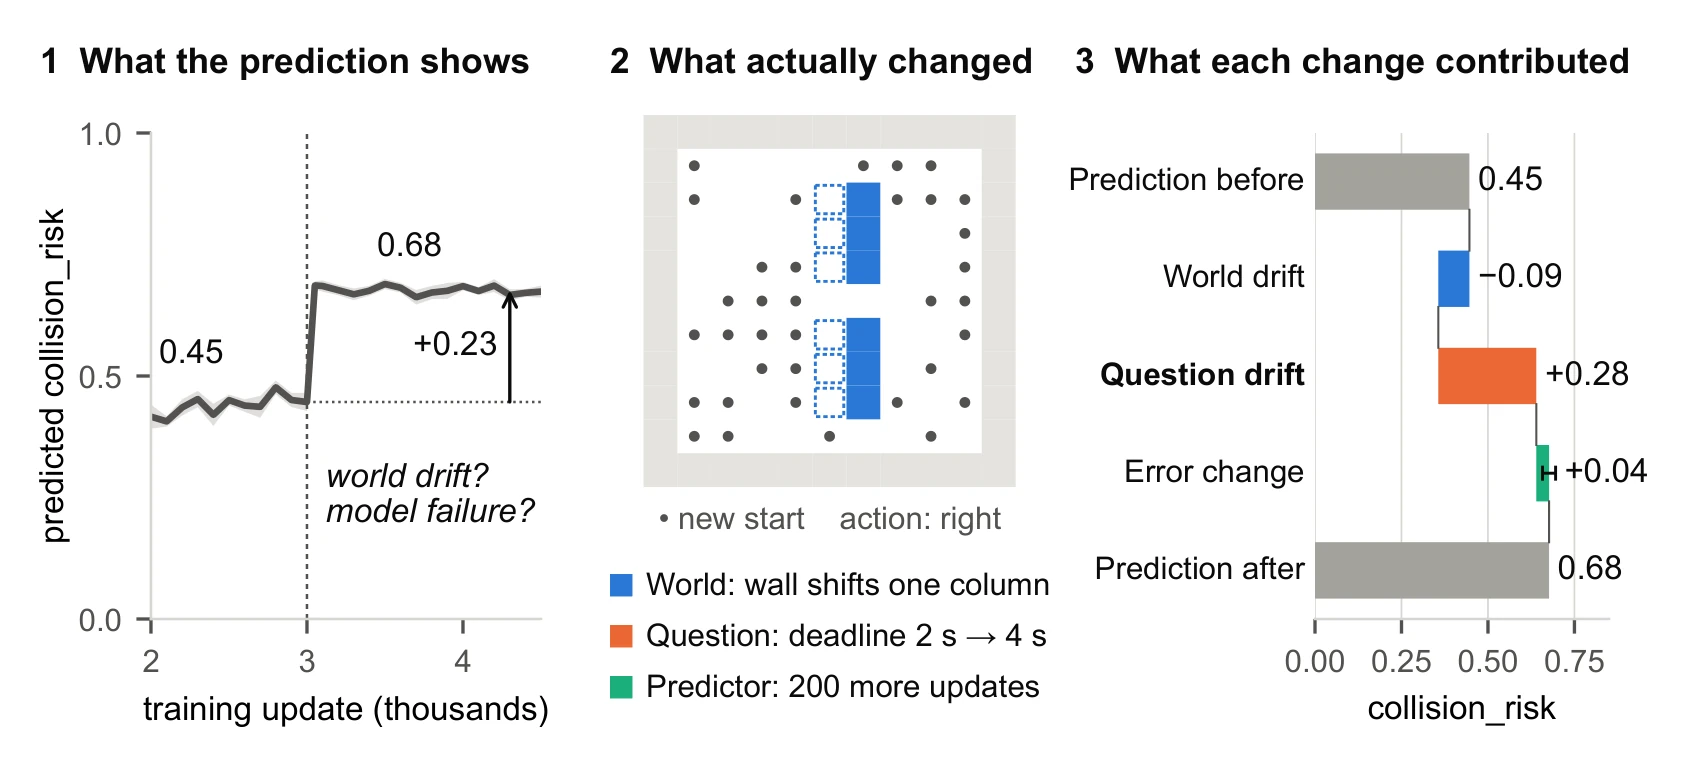 1 What the prediction shows
predicted collision_risk
1.0
0.5
0.0
0.68
0.45
+0.23
world drift?
model failure?
2
3
4
training update (thousands)
2 What actually changed
• new start
action: right
World: wall shifts one column
Question: deadline 2 s → 4 s
Predictor: 200 more updates
3 What each change contributed
Prediction before
0.45
World drift
−0.09
Question drift
+0.28
Error change
+0.04
Prediction after
0.68
0.00
0.25
0.50
0.75
collision_risk